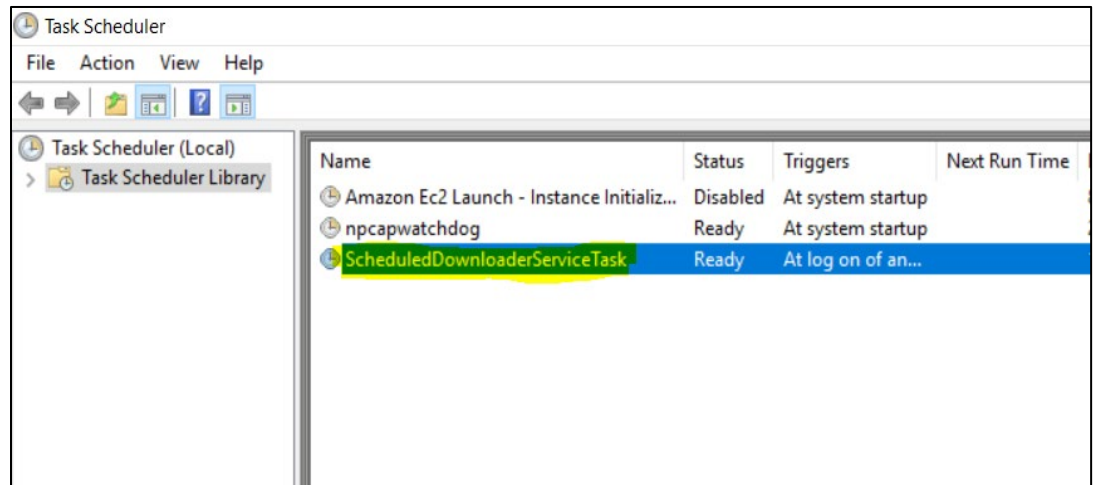 Task Scheduler
File Action View Help
Task Scheduler (Local)
Task Scheduler Library
Name Status Triggers Next Run Time
Amazon Ec2 Launch - Instance Initializ... Disabled At system startup
npcapwatchdog Ready At system startup
ScheduledDownloaderServiceTask Ready At log on of an...